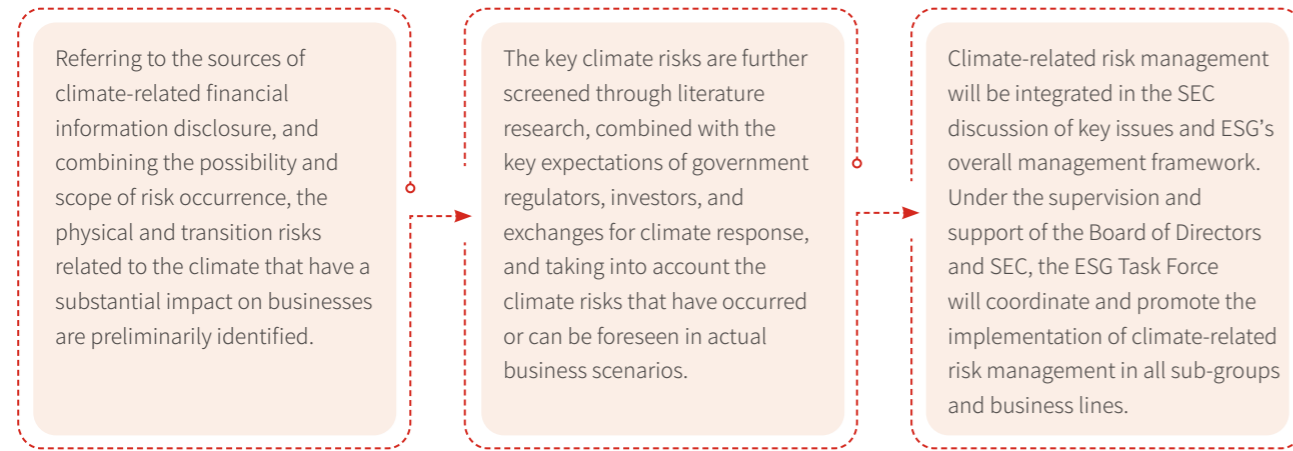 Referring to the sources of
climate-related financial
information disclosure, and
combining the possibility and
scope of risk occurrence, the
physical and transition risks
related to the climate that have a
substantial impact on businesses
are preliminarily identified.
The key climate risks are further
screened through literature
research, combined with the
key expectations of government
regulators, investors, and
exchanges for climate response,
and taking into account the
climate risks that have occurred
or can be foreseen in actual
business scenarios.
Climate-related risk management
will be integrated in the SEC
discussion of key issues and ESG's
overall management framework.
Under the supervision and
support of the Board of Directors
and SEC, the ESG Task Force
will coordinate and promote the
implementation of climate-related
risk management in all sub-groups
and business lines.